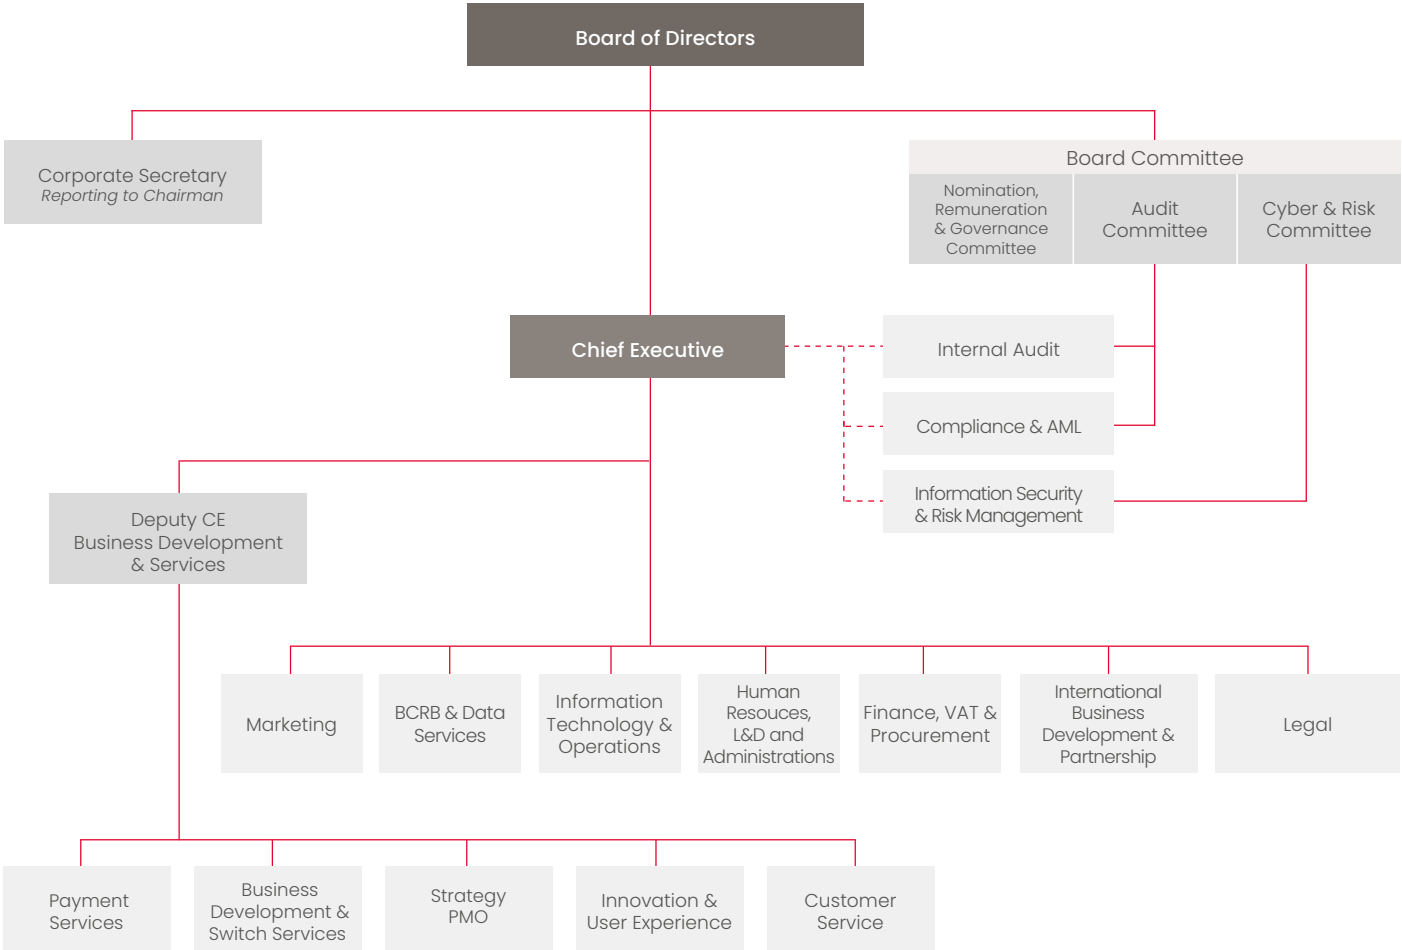 Board of Directors
Corporate Secretary
Reporting to Chairman
Board Committee
Nomination,
Remuneration
& Governance
Committee
Audit
Committee
Cyber & Risk
Committee
Chief Executive
Internal Audit
Compliance & AML
Information Security
& Risk Management
Deputy CE
Business Development
& Services
Marketing
BCRB & Data
Services
Information
Technology &
Operations
Human
Resouces,
L&D and
Administrations
Finance, VAT &
Procurement
International
Business
Development &
Partnership
Legal
Payment
Services
Business
Development &
Switch Services
Strategy
PMO
Innovation &
User Experience
Customer
Service